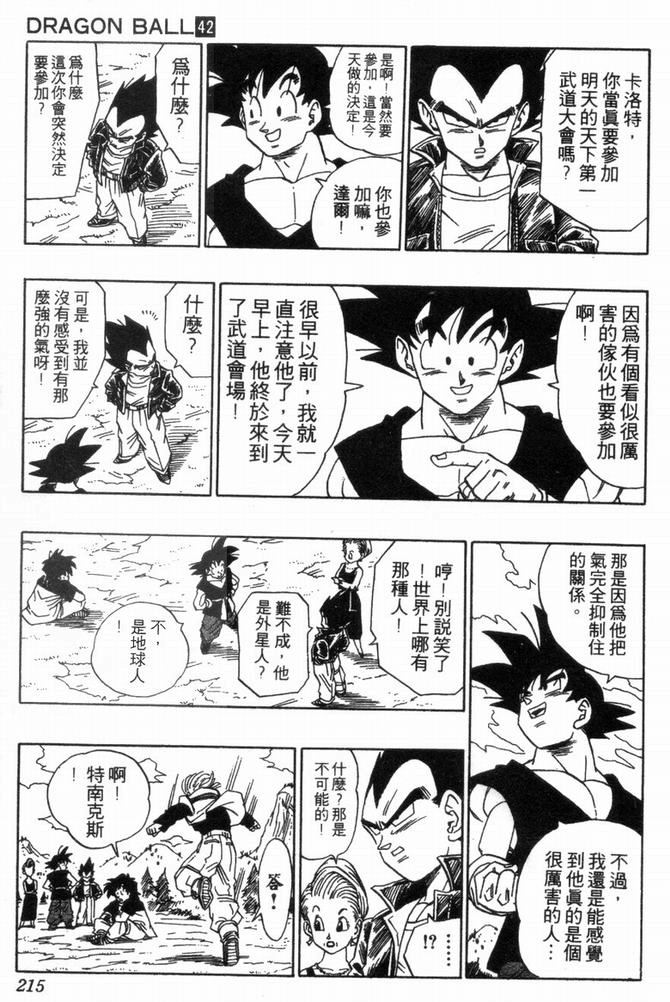 DRAGON BALL 42
卡洛特，
你當眞要參加
明天的天下第一
武道大會嗎？
是啊！當然要
參加，這是今
天做的決定！
你也參
加嘛，
達爾！
爲什麼？
爲什麼
這次你會突然決定
要參加？
因爲有個看似很厲
害的傢伙也要參加
啊！
很早以前，我就一
直注意他了，今天
早上，他終於來到
了武道會場！
什麼？
可是，我並
沒有感受到有那
麼強的氣呀！
那是因爲他把
氣完全抑制住
的關係。
不過，
我還是能感覺
到他眞的是個
很厲害的人…
哼！別說笑了
！世界上哪有
那種人！
難不成，他
是外星人？
不，
是地球人
！
什麼？那是
不可能的！
……
!?
啊！
特南克斯
！
答！
215